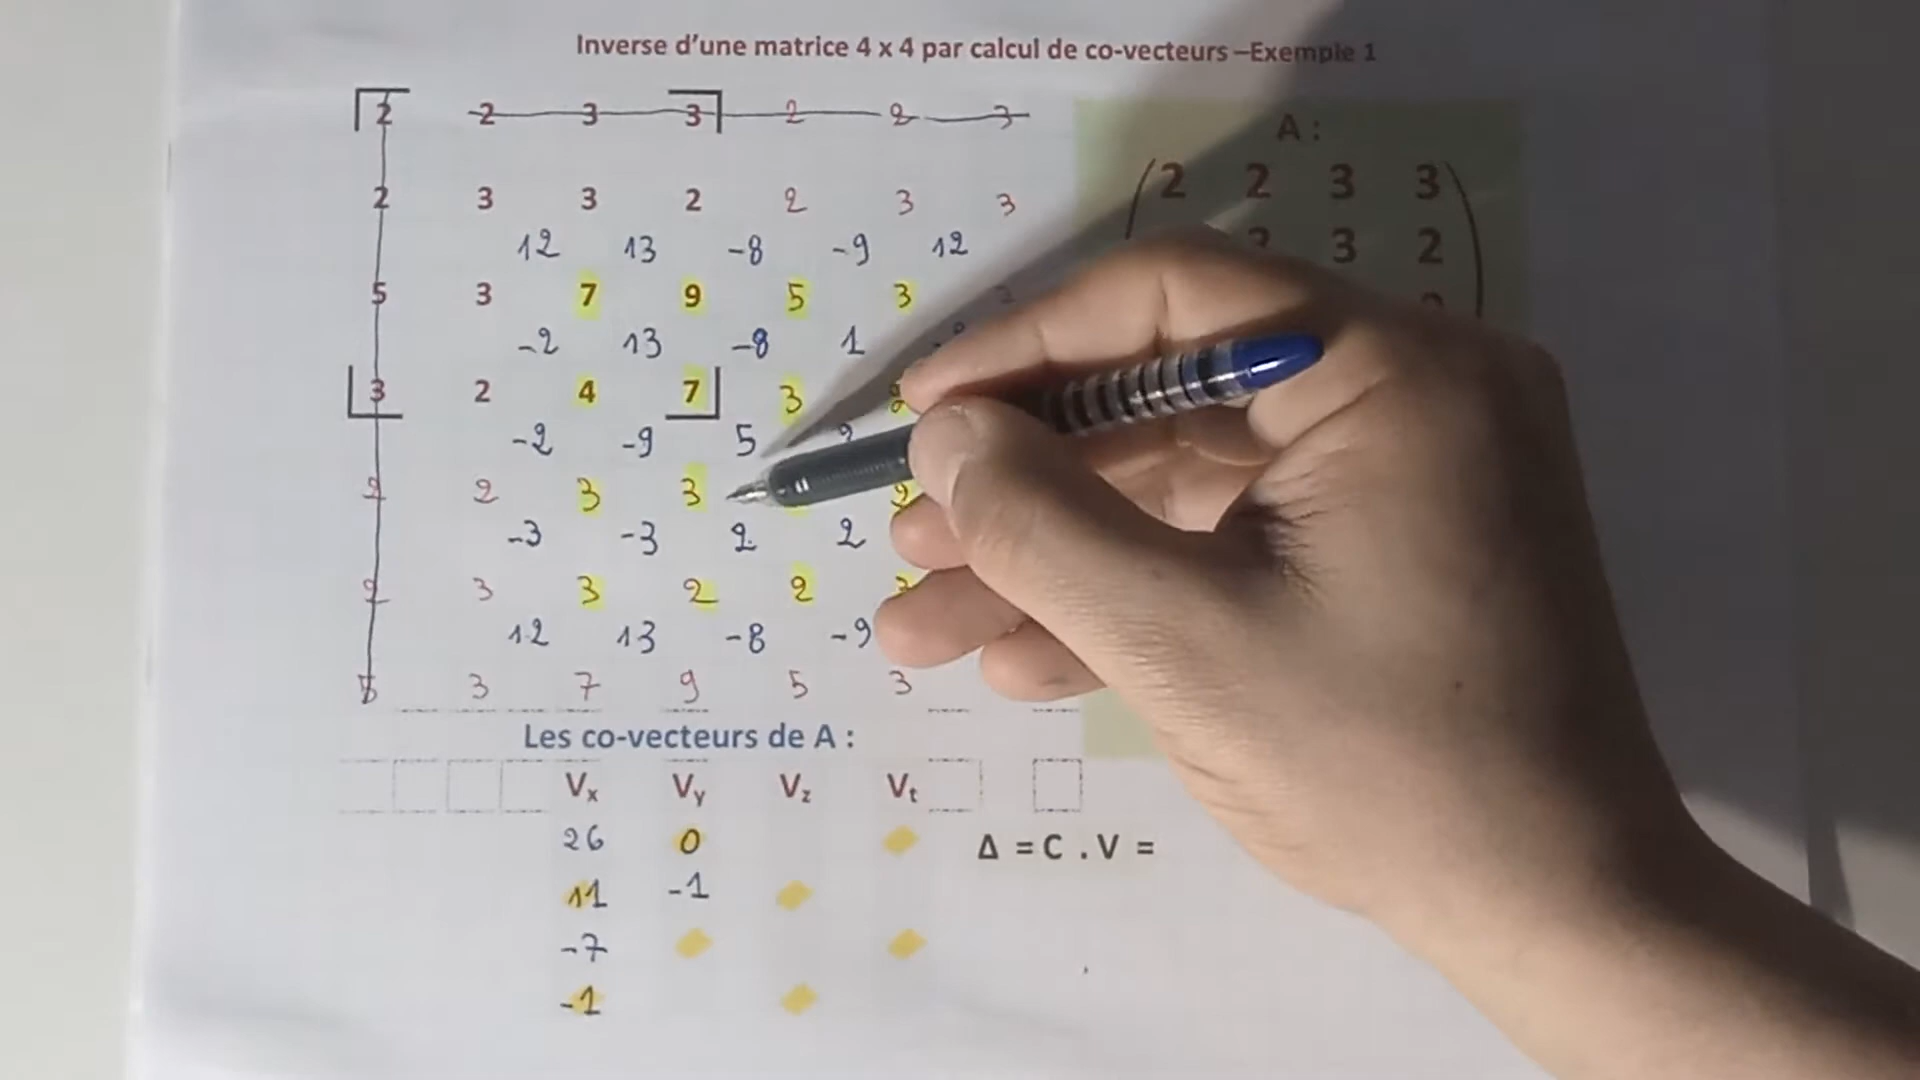 Inverse d'une matrice 4 x 4 par calcul de co-vecteurs –Exemple 1
2 2 3 3 2 2 3
2 3 3 2 2 3 3
12 13 -8 -9 12
5 3 7 9 5 3
-2 13 -8 1
3 2 4 7 3
-2 -9 5
2 2 3 3
-3 -3 2 2
2 3 3 2 2 3
12 13 -8 -9
5 3 7 9 5 3
A :
2 2 3 3
3 2
Les co-vecteurs de A :
Vx Vy Vz Vt
26 0
11 -1
-7
-1
Δ = C . V =